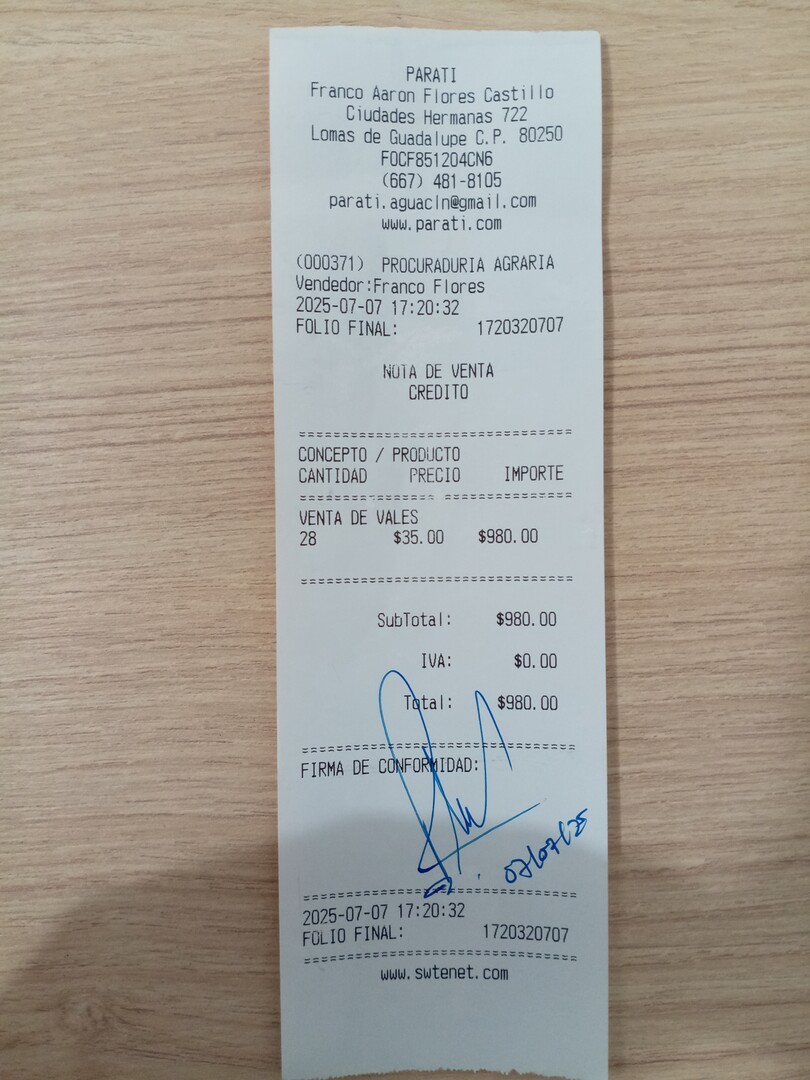 PARATI
Franco Aaron Flores Castillo
Ciudades Hermanas 722
Lomas de Guadalupe C.P. 80250
FOCF851204CN6
(667) 481-8105
parati.aguacln@gmail.com
www.parati.com
(000371) PROCURADURIA AGRARIA
Vendedor:Franco Flores
2025-07-07 17:20:32
FOLIO FINAL: 1720320707
NOTA DE VENTA
CREDITO
CONCEPTO / PRODUCTO
CANTIDAD PRECIO IMPORTE
VENTA DE VALES
28 $35.00 $980.00
SubTotal: $980.00
IVA: $0.00
Total: $980.00
FIRMA DE CONFORMIDAD:
07/07/25
2025-07-07 17:20:32
FOLIO FINAL: 1720320707
www.swtenet.com